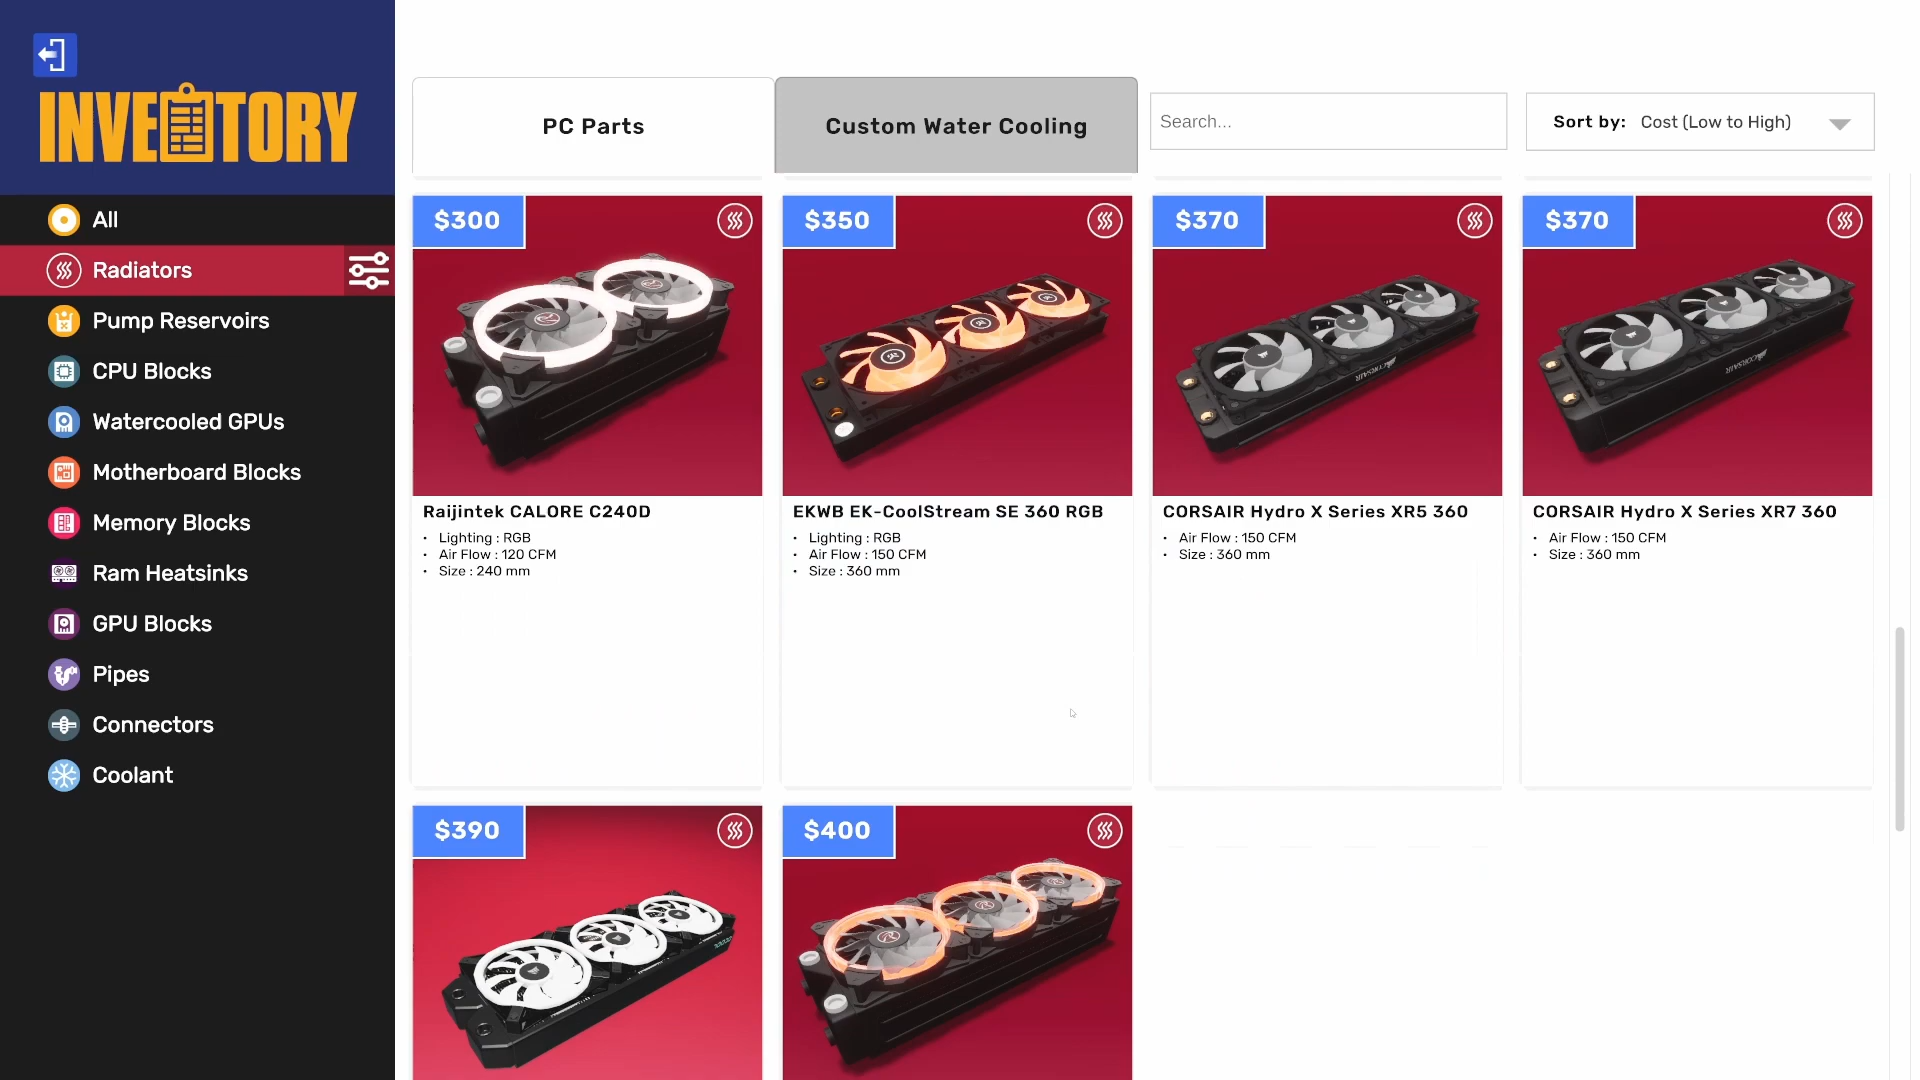 INVENTORY
All
Radiators
Pump Reservoirs
CPU Blocks
Watercooled GPUs
Motherboard Blocks
Memory Blocks
Ram Heatsinks
GPU Blocks
Pipes
Connectors
Coolant
PC Parts
Custom Water Cooling
Search...
Sort by: Cost (Low to High)
$300
Raijintek CALORE C240D
• Lighting : RGB
• Air Flow : 120 CFM
• Size : 240 mm
$350
EKWB EK-CoolStream SE 360 RGB
• Lighting : RGB
• Air Flow : 150 CFM
• Size : 360 mm
$370
CORSAIR
CORSAIR Hydro X Series XR5 360
• Air Flow : 150 CFM
• Size : 360 mm
$370
CORSAIR
CORSAIR Hydro X Series XR7 360
• Air Flow : 150 CFM
• Size : 360 mm
$390
$400